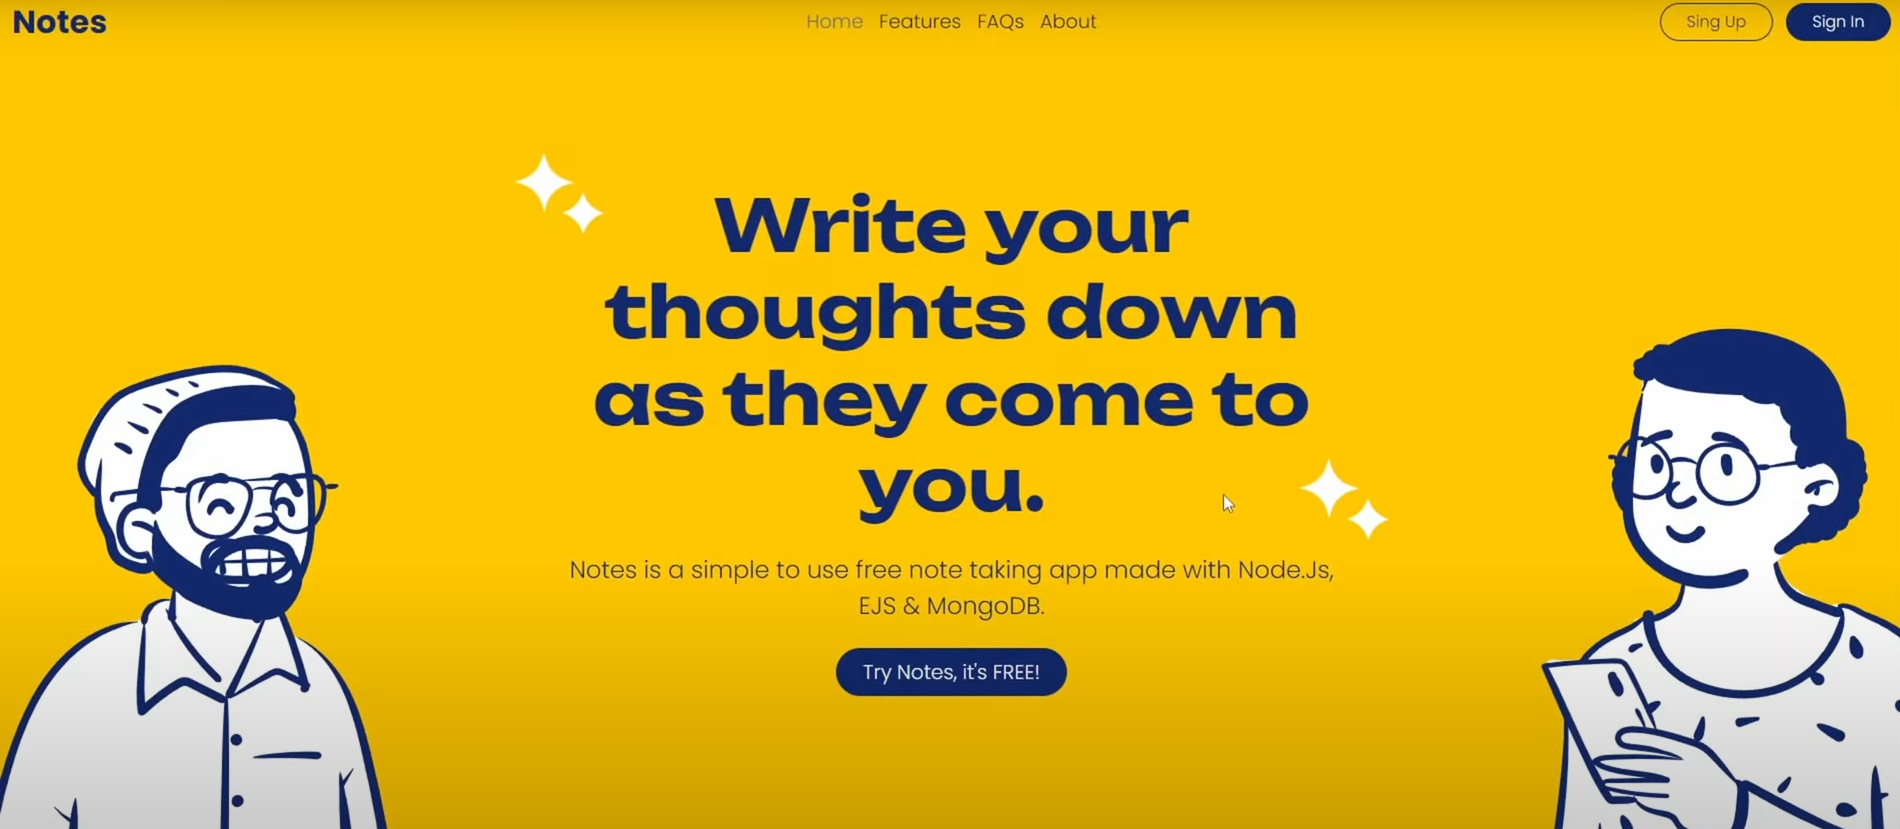 Notes
Home Features FAQs About
Sing Up Sign In
Write your
thoughts down
as they come to
you.
Notes is a simple to use free note taking app made with Node.Js,
EJS & MongoDB.
Try Notes, it's FREE!